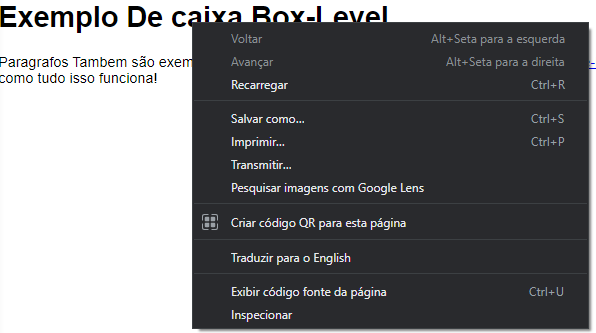 Exemplo De caixa Box-Level
Paragrafos Tambem são exem
como tudo isso funciona!
Voltar Alt+Seta para a esquerda
Avançar Alt+Seta para a direita
Recarregar Ctrl+R
Salvar como... Ctrl+S
Imprimir... Ctrl+P
Transmitir...
Pesquisar imagens com Google Lens
Criar código QR para esta página
Traduzir para o English
Exibir código fonte da página Ctrl+U
Inspecionar